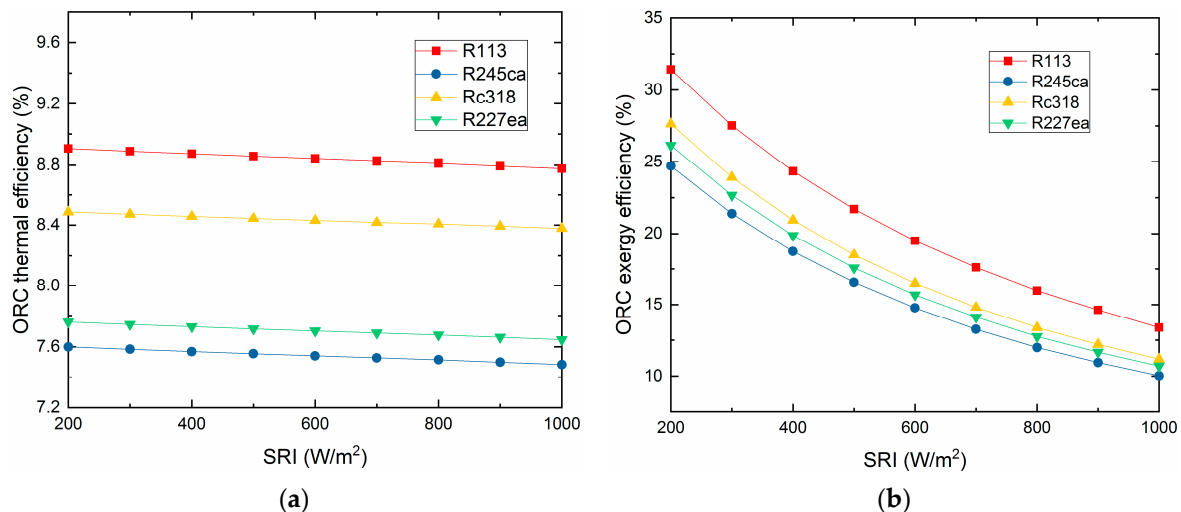 9.6
9.2
8.8
8.4
8.0
7.6
7.2
ORC thermal efficiency (%)
R113
R245ca
Rc318
R227ea
200 400 600 800 1000
SRI (W/m²)
(a)
35
30
25
20
15
10
ORC exergy efficiency (%)
R113
R245ca
Rc318
R227ea
200 400 600 800 1000
SRI (W/m²)
(b)